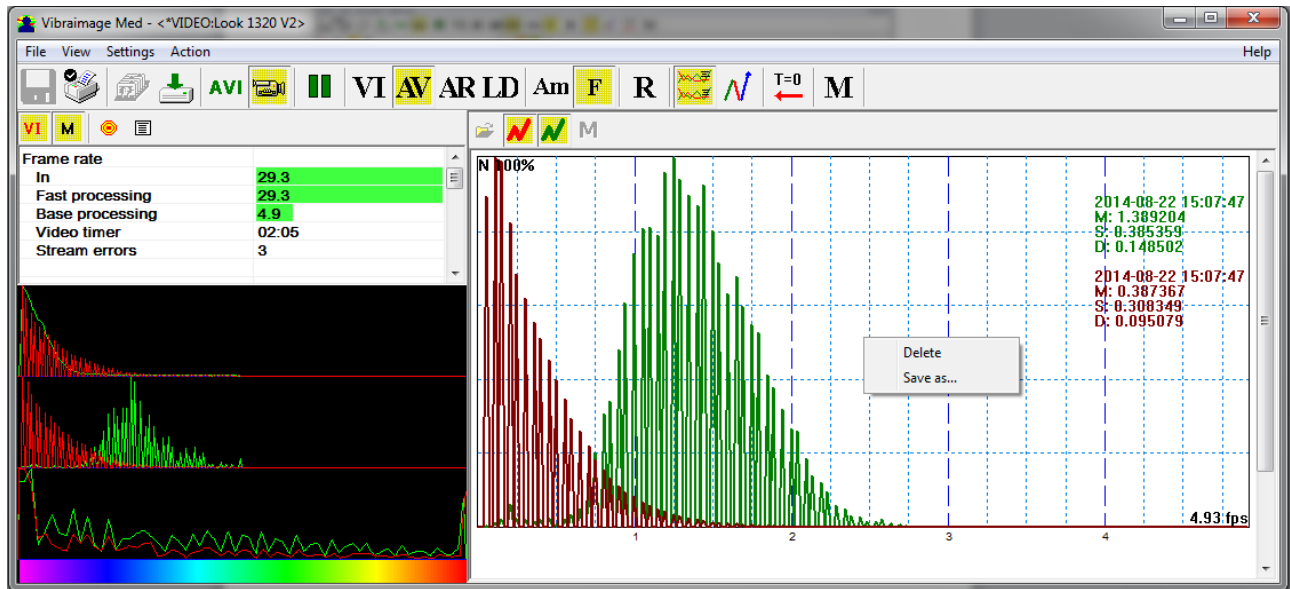 Vibraimage Med - <*VIDEO:Look 1320 V2>
File View Settings Action Help
AVI VI AV AR LD Am F R T=0 M
VI M M
Frame rate
In 29.3
Fast processing 29.3
Base processing 4.9
Video timer 02:05
Stream errors 3
N 100%
2014-08-22 15:07:47
M: 1.389204
S: 0.385359
D: 0.148502
2014-08-22 15:07:47
M: 0.387367
S: 0.308349
D: 0.095079
Delete
Save as...
4.93 fps
1 2 3 4